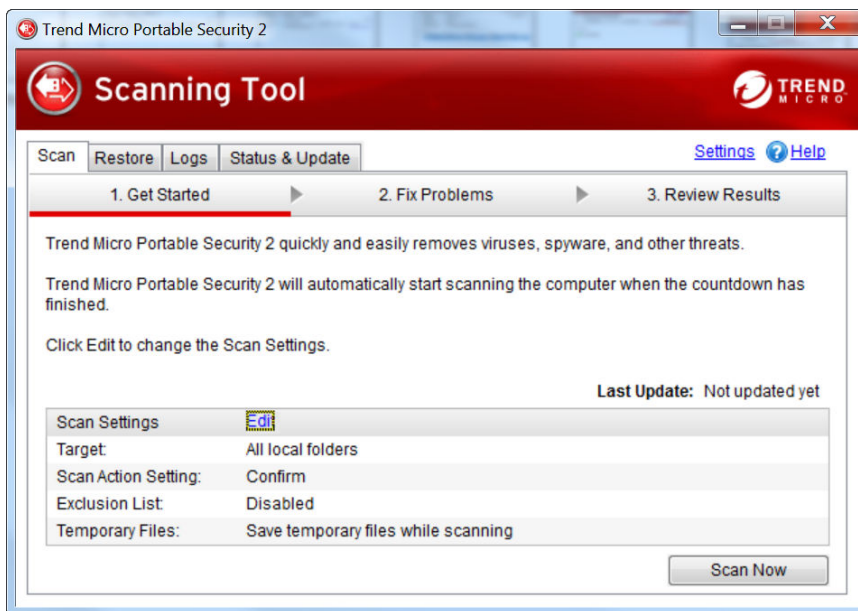 Trend Micro Portable Security 2
Scanning Tool
TREND
MICRO
Scan Restore Logs Status & Update Settings Help
1. Get Started 2. Fix Problems 3. Review Results
Trend Micro Portable Security 2 quickly and easily removes viruses, spyware, and other threats.
Trend Micro Portable Security 2 will automatically start scanning the computer when the countdown has
finished.
Click Edit to change the Scan Settings.
Last Update: Not updated yet
Scan Settings Edit
Target: All local folders
Scan Action Setting: Confirm
Exclusion List: Disabled
Temporary Files: Save temporary files while scanning
Scan Now